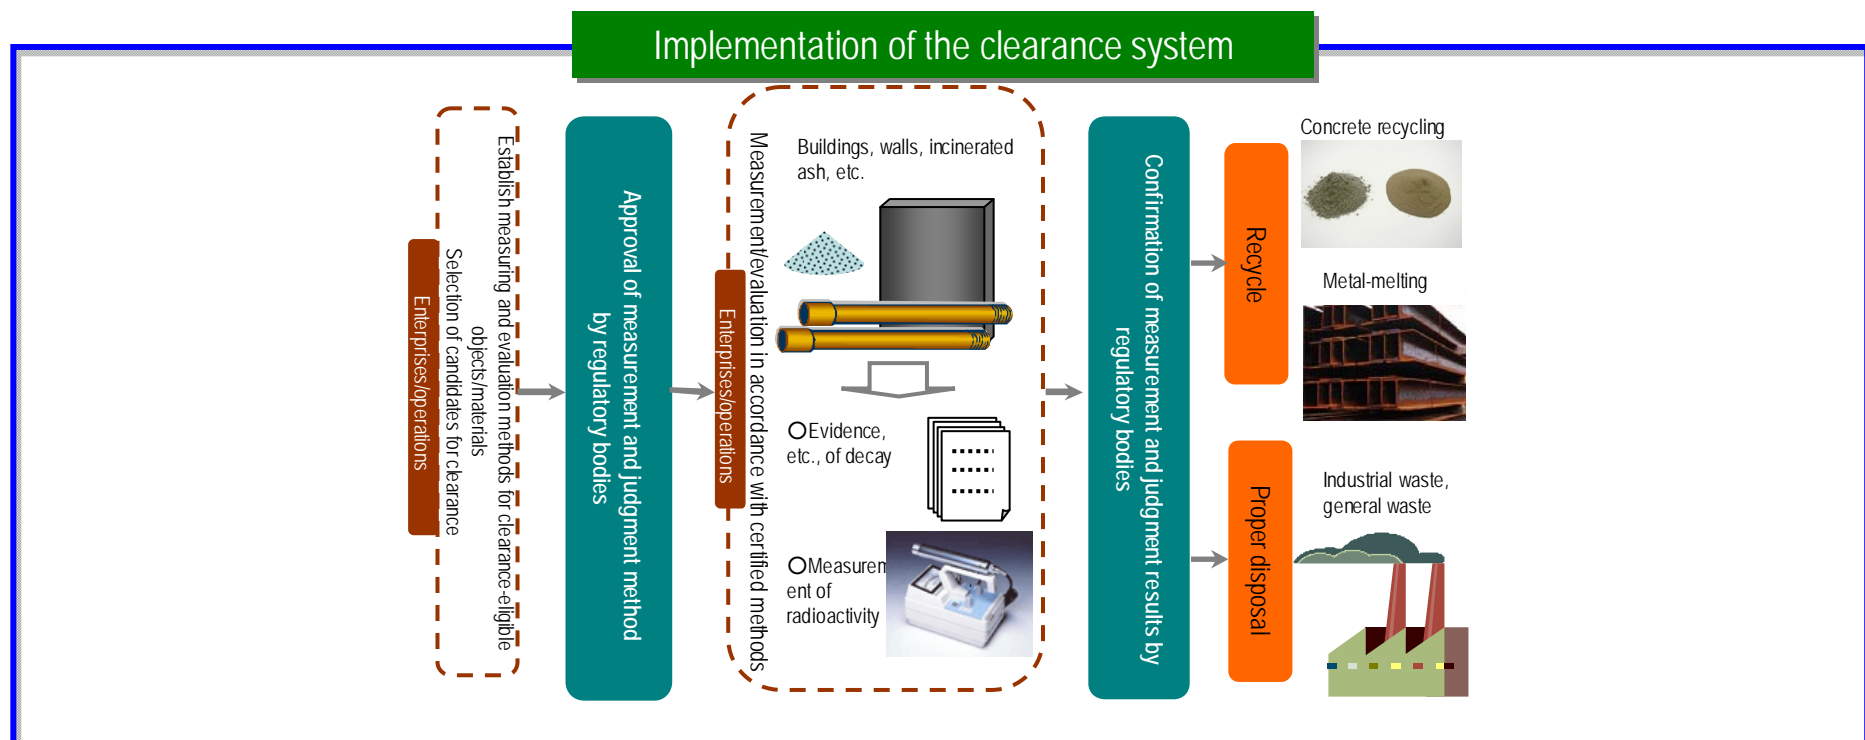 Implementation of the clearance system
Establish measuring and evaluation methods for clearance-eligible
objects/materials
Selection of candidates for clearance
Enterprises/operations
Approval of measurement and judgment method
by regulatory bodies
Measurement/evaluation in accordance with certified methods
Enterprises/operations
Buildings, walls, incinerated
ash, etc.
〇Evidence,
etc., of decay
〇Measurem
ent of
radioactivity
Confirmation of measurement and judgment results by
regulatory bodies
Recycle
Concrete recycling
Metal-melting
Proper disposal
Industrial waste,
general waste